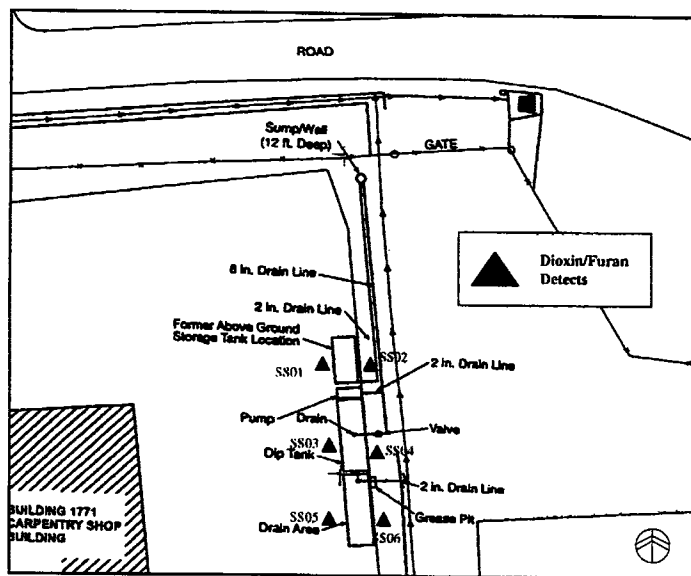 ROAD
Sump/Well
(12 ft. Deep)
GATE
Dioxin/Furan
Detects
8 in. Drain Line
2 in. Drain Line
Former Above Ground
Storage Tank Location
SS01
SS02
2 in. Drain Line
Pump
Drain
Valve
SS03
SS04
Dip Tank
2 in. Drain Line
BUILDING 1771
CARPENTRY SHOP
BUILDING
SS05
Grease Pit
Drain Area
SS06